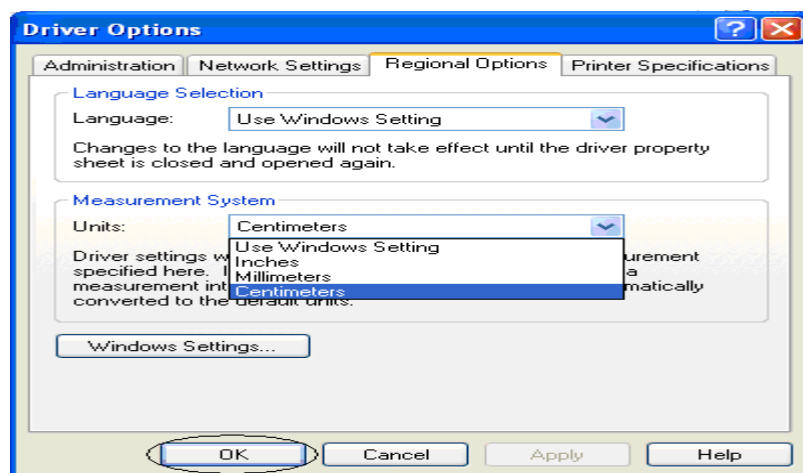 Driver Options
Administration Network Settings Regional Options Printer Specifications
Language Selection
Language: Use Windows Setting
Changes to the language will not take effect until the driver property
sheet is closed and opened again.
Measurement System
Units: Centimeters
Use Windows Setting
Inches
Millimeters
Centimeters
Driver settings
specified here. a
measurement matically
converted to the default units.
Windows Settings...
OK Cancel Apply Help